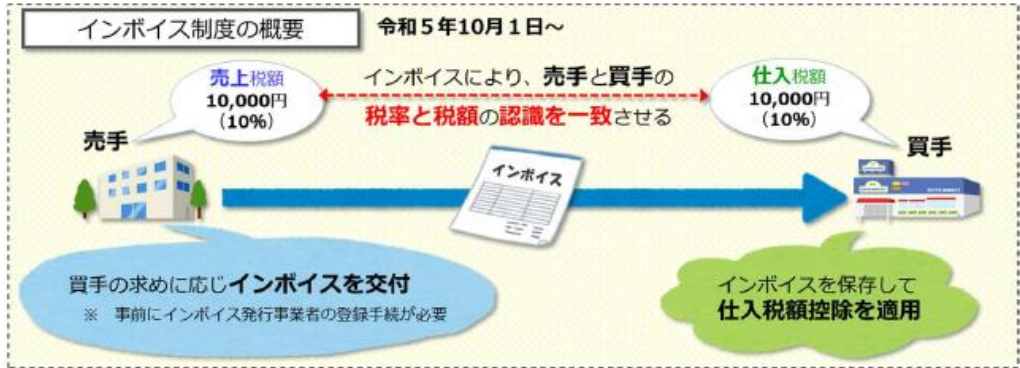 インボイス制度の概要
令和5年10月1日~
売上税額
10,000円
(10%)
インボイスにより、売手と買手の
税率と税額の認識を一致させる
仕入税額
10,000円
(10%)
売手
買手
インボイス
買手の求めに応じインボイスを交付
※ 事前にインボイス発行事業者の登録手続が必要
インボイスを保存して
仕入税額控除を適用